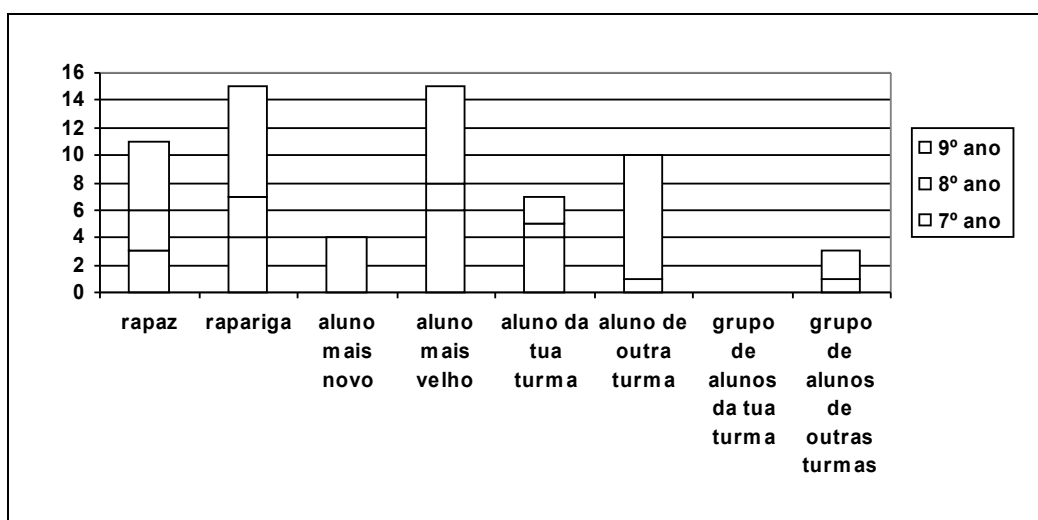 16
14
12
10
8
6
4
2
0
rapaz
rapariga
aluno
mais
novo
aluno
mais
velho
aluno da
tua
turma
aluno de
outra
turma
grupo
de
alunos
da tua
turma
grupo
de
alunos
de
outras
turmas
9º ano
8º ano
7º ano